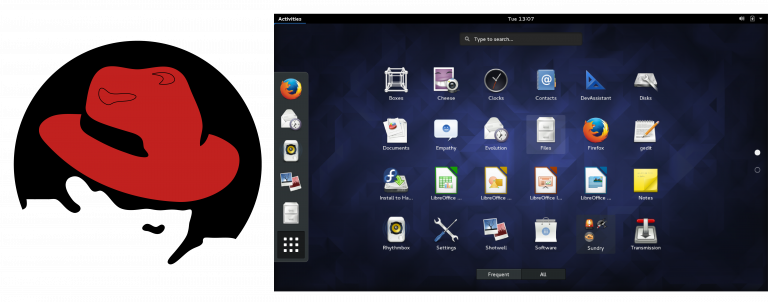 Activities
Tue 13:07
Type to search...
Boxes
Cheese
Clocks
Contacts
DevAssistant
Disks
Documents
Empathy
Evolution
Files
Firefox
gedit
Install to Ha...
LibreOffice ...
LibreOffice ...
LibreOffice I...
LibreOffice ...
Notes
Rhythmbox
Settings
Shotwell
Software
Sundry
Transmission
Frequent
All